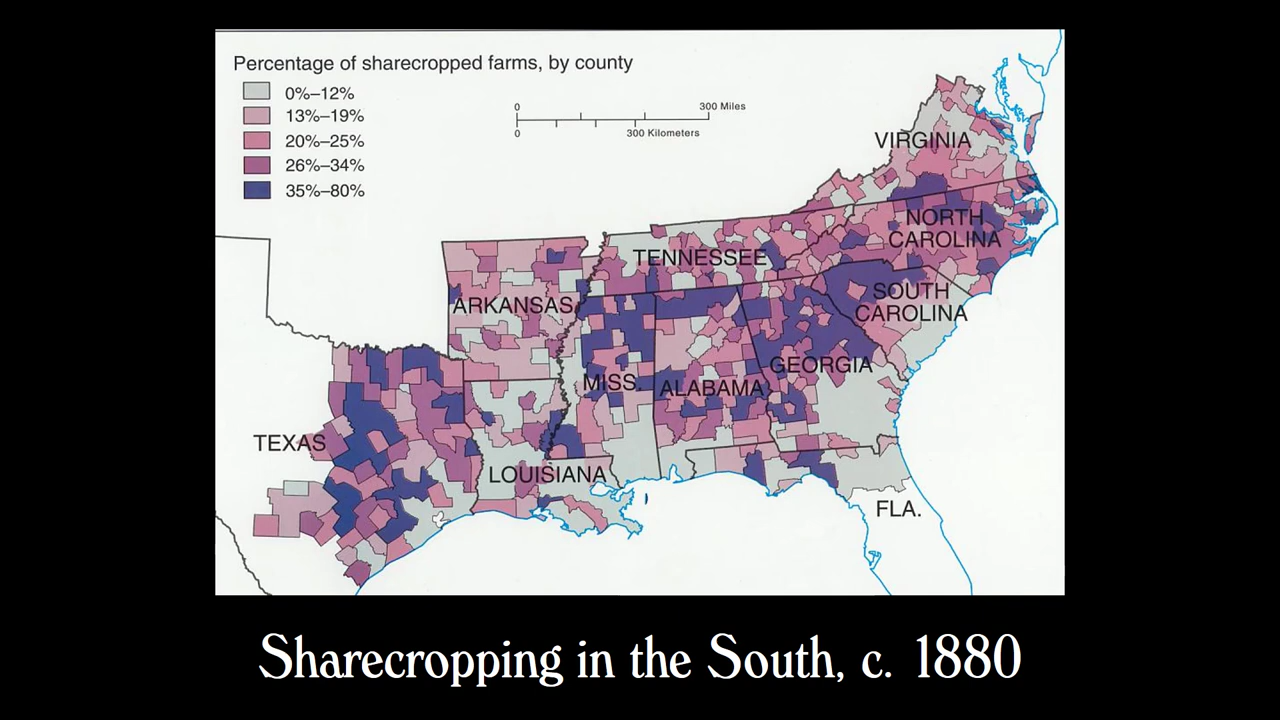 Percentage of sharecropped farms, by county
0%–12%
13%–19%
20%–25%
26%–34%
35%–80%
0 300 Miles
0 300 Kilometers
VIRGINIA
NORTH
CAROLINA
TENNESSEE
SOUTH
CAROLINA
ARKANSAS
GEORGIA
MISS.
ALABAMA
TEXAS
LOUISIANA
FLA.
Sharecropping in the South, c. 1880